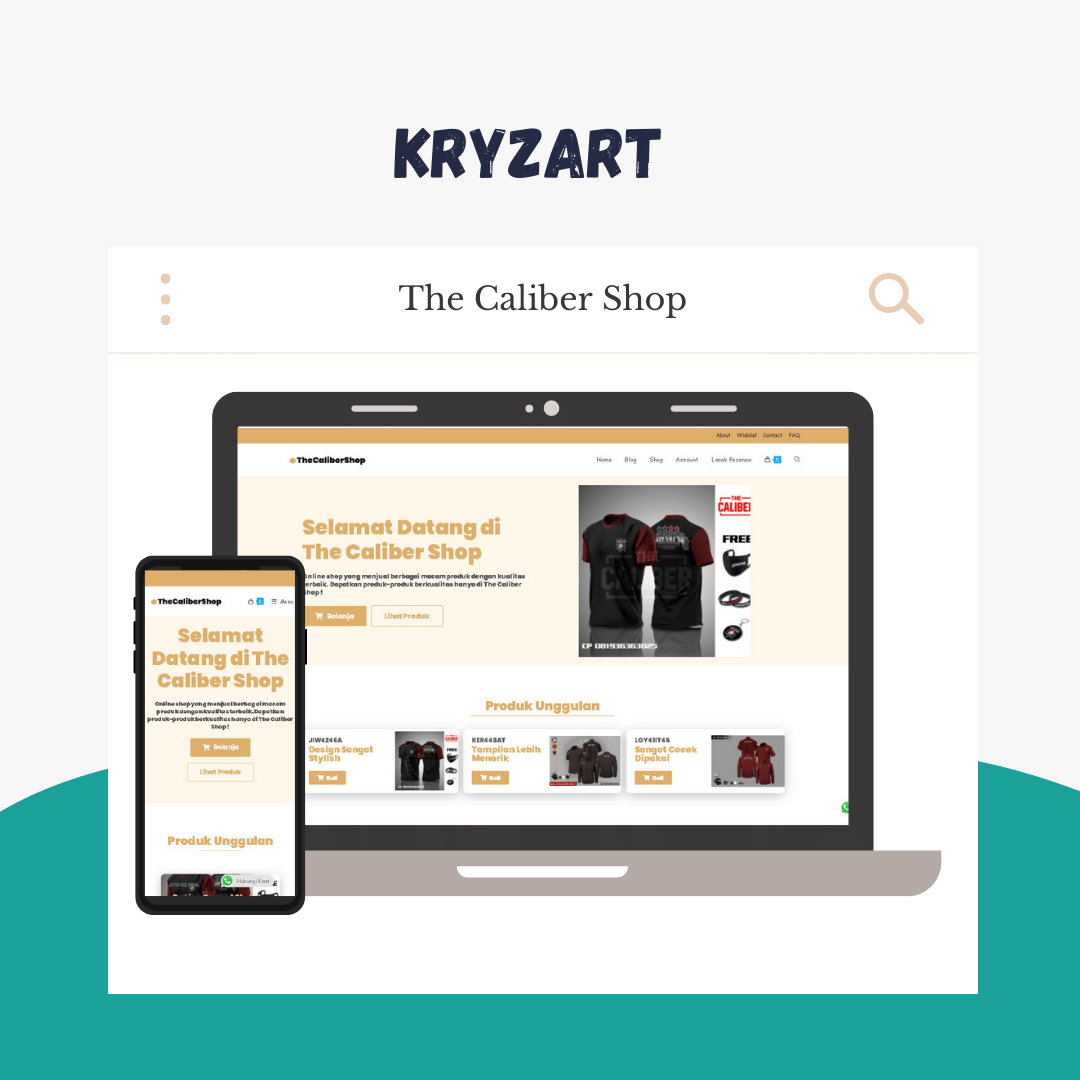 KRYZART
The Caliber Shop
About Wishlist Contact FAQ
TheCaliberShop
Home Blog Shop Account Lacak Pesanan
Selamat Datang di
The Caliber Shop
Online shop yang menjual berbagai macam produk dengan kualitas
terbaik. Dapatkan produk-produk berkualitas hanya di The Caliber
Shop!
Belanja Lihat Produk
THE
CALIBER
THE
CALIBER
FREE
CP 081936363025
Produk Unggulan
JIW4246A
Design Sangat
Stylish
Beli
KER448AT
Tampilan Lebih
Menarik
Beli
Sangat Cocok
Dipakai
Beli
TheCaliberShop
Menu
Selamat
Datang di The
Caliber Shop
Online shop yang menjual berbagai macam
produk dengan kualitas terbaik. Dapatkan
produk-produk berkualitas hanya di The Caliber
Shop!
Belanja
Lihat Produk
Produk Unggulan
Hubungi Kami